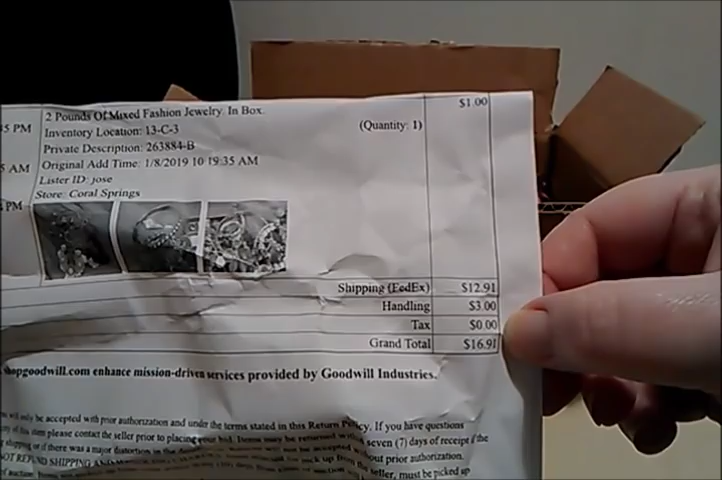 2 Pounds Of Mixed Fashion Jewelry. In Box.
$1.00
45 PM
Inventory Location: 13-C-3
(Quantity: 1)
Private Description: 263884-B
5 AM
Original Add Time: 1/8/2019 10:19:35 AM
Lister ID: jose
Store: Coral Springs
PM
Shipping (FedEx) $12.91
Handling $3.00
Tax $0.00
Grand Total $16.91
shopgoodwill.com enhance mission-driven services provided by Goodwill Industries.
will only be accepted with prior authorization and under the terms stated in this Return Policy. If you have questions
of this item please contact the seller prior to placing your bid. Items may be returned within seven (7) days of receipt if the
shipping or if there was a major distortion in the without prior authorization.
NOT REFUND SHIPPING AND seller, must be picked up